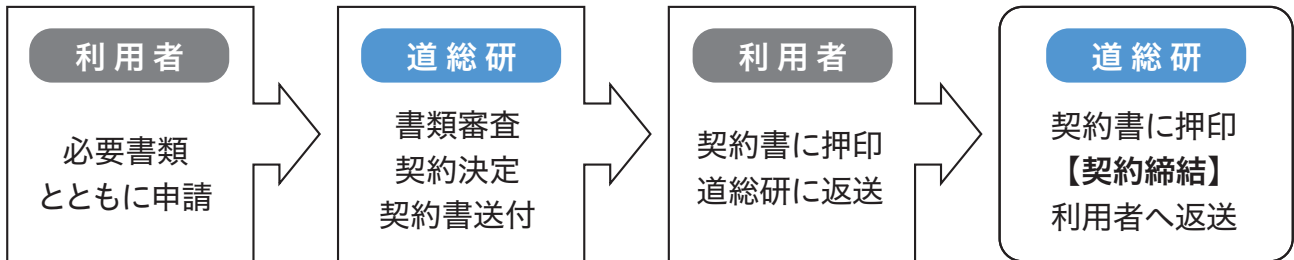 利用者
必要書類
とともに申請
道総研
書類審査
契約決定
契約書送付
利用者
契約書に押印
道総研に返送
道総研
契約書に押印
【契約締結】
利用者へ返送